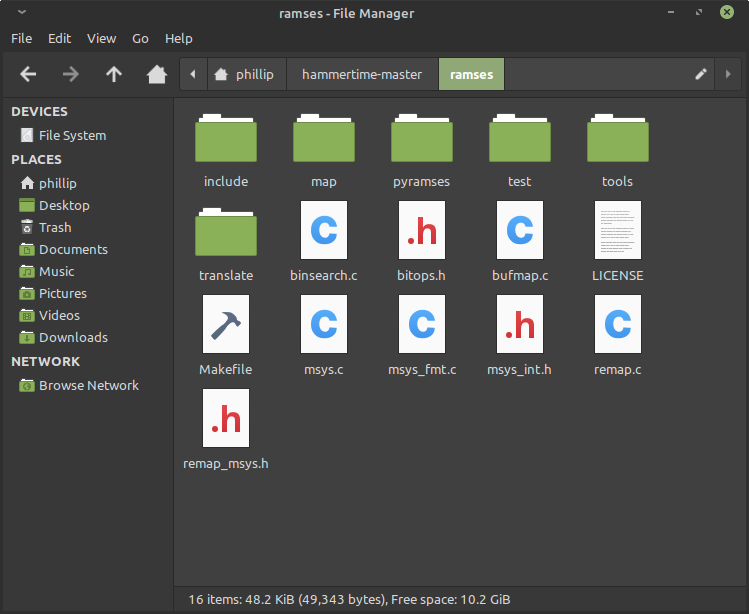 ramses - File Manager
File Edit View Go Help
phillip hammertime-master ramses
DEVICES
File System
PLACES
phillip
Desktop
Trash
Documents
Music
Pictures
Videos
Downloads
NETWORK
Browse Network
include map pyramses test tools
translate binsearch.c bitops.h bufmap.c LICENSE
Makefile msys.c msys_fmt.c msys_int.h remap.c
remap_msys.h
16 items: 48.2 KiB (49,343 bytes), Free space: 10.2 GiB